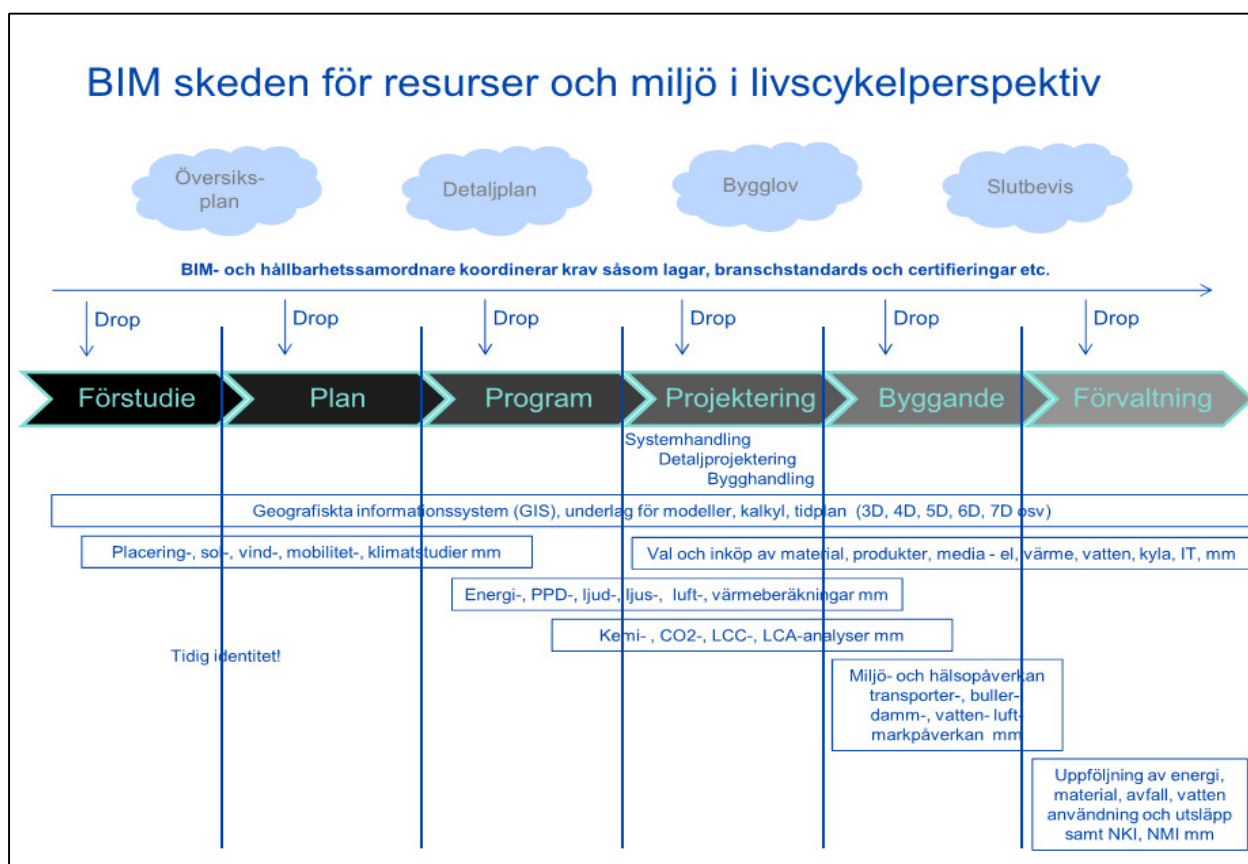 BIM skeden för resurser och miljö i livscykelperspektiv
Översiks-
plan
Detaljplan
Bygglov
Slutbevis
BIM- och hållbarhetssamordnare koordinerar krav såsom lagar, branschstandards och certifieringar etc.
Drop
Drop
Drop
Drop
Drop
Drop
Förstudie
Plan
Program
Projektering
Byggande
Förvaltning
Systemhandling
Detaljprojektering
Bygghandling
Geografiskta informationssystem (GIS), underlag för modeller, kalkyl, tidplan (3D, 4D, 5D, 6D, 7D osv)
Placering-, sol-, vind-, mobilitet-, klimatstudier mm
Val och inköp av material, produkter, media - el, värme, vatten, kyla, IT, mm
Energi-, PPD-, ljud-, ljus-, luft-, värmeberäkningar mm
Kemi- , CO2-, LCC-, LCA-analyser mm
Tidig identitet!
Miljö- och hälsopåverkan
transporter-, buller-
damm-, vatten- luft-
markpåverkan mm
Uppföljning av energi,
material, avfall, vatten
användning och utsläpp
samt NKI, NMI mm